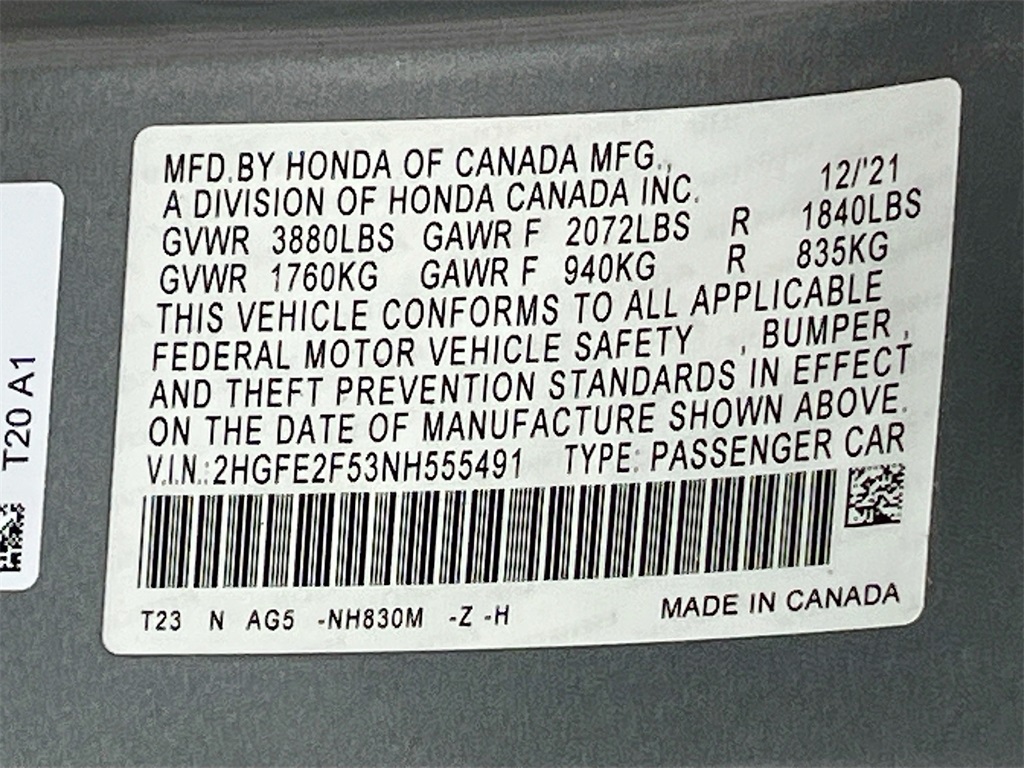 MFD.BY HONDA OF CANADA MFG.,
A DIVISION OF HONDA CANADA INC. 12/'21
GVWR 3880LBS GAWR F 2072LBS R 1840LBS
GVWR 1760KG GAWR F 940KG R 835KG
THIS VEHICLE CONFORMS TO ALL APPLICABLE
FEDERAL MOTOR VEHICLE SAFETY , BUMPER ,
AND THEFT PREVENTION STANDARDS IN EFFECT
ON THE DATE OF MANUFACTURE SHOWN ABOVE.
V.I.N.:2HGFE2F53NH555491 TYPE: PASSENGER CAR
T23 N AG5 -NH830M -Z -H MADE IN CANADA
T20 A1